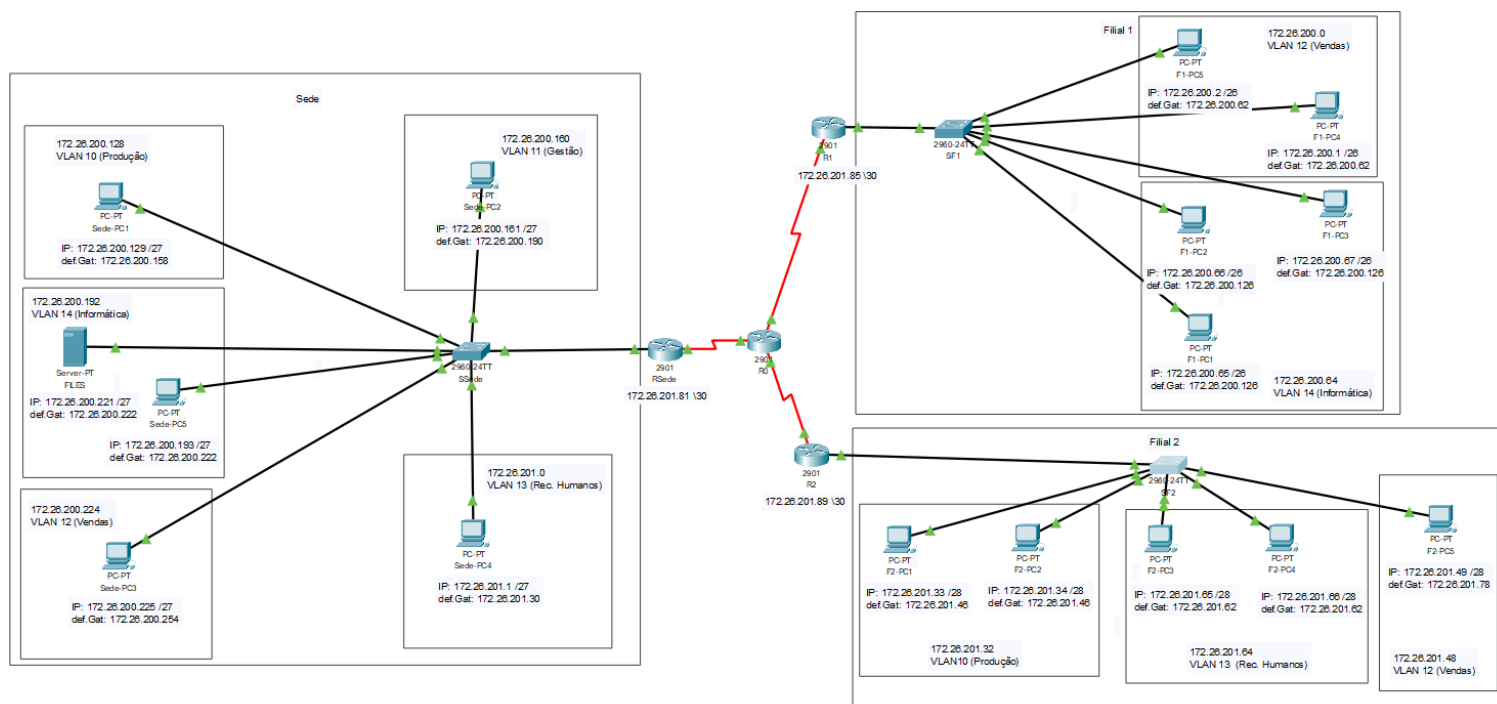 Sede
172.26.200.128
VLAN 10 (Produção)
PC-PT
Sede-PC1
IP: 172.26.200.129 /27
def.Gat: 172.26.200.158
172.26.200.160
VLAN 11 (Gestão)
PC-PT
Sede-PC2
IP: 172.26.200.161 /27
def.Gat: 172.26.200.190
172.26.200.192
VLAN 14 (Informática)
Server-PT
FILES
IP: 172.26.200.221 /27
def.Gat: 172.26.200.222
PC-PT
Sede-PC5
IP: 172.26.200.193 /27
def.Gat: 172.26.200.222
2960-24TT
SSede
172.26.200.224
VLAN 12 (Vendas)
PC-PT
Sede-PC3
IP: 172.26.200.225 /27
def.Gat: 172.26.200.254
172.26.201.0
VLAN 13 (Rec. Humanos)
PC-PT
Sede-PC4
IP: 172.26.201.1 /27
def.Gat: 172.26.201.30
2901
RSede
172.26.201.81 \30
2901
R0
2901
R1
172.26.201.85 \30
2901
R2
172.26.201.89 \30
Filial 1
172.26.200.0
VLAN 12 (Vendas)
PC-PT
F1-PC5
IP: 172.26.200.2 /26
def.Gat: 172.26.200.62
PC-PT
F1-PC4
IP: 172.26.200.1 /26
def.Gat: 172.26.200.62
2960-24TT
SF1
PC-PT
F1-PC3
IP: 172.26.200.67 /26
def.Gat: 172.26.200.126
PC-PT
F1-PC2
IP: 172.26.200.66 /26
def.Gat: 172.26.200.126
PC-PT
F1-PC1
IP: 172.26.200.65 /26
def.Gat: 172.26.200.126
172.26.200.64
VLAN 14 (Informática)
Filial 2
2960-24TT
SF2
PC-PT
F2-PC1
IP: 172.26.201.33 /28
def.Gat: 172.26.201.46
PC-PT
F2-PC2
IP: 172.26.201.34 /28
def.Gat: 172.26.201.46
172.26.201.32
VLAN10 (Produção)
PC-PT
F2-PC3
IP: 172.26.201.65 /28
def.Gat: 172.26.201.62
PC-PT
F2-PC4
IP: 172.26.201.66 /28
def.Gat: 172.26.201.62
172.26.201.64
VLAN 13 (Rec. Humanos)
PC-PT
F2-PC5
IP: 172.26.201.49 /28
def.Gat: 172.26.201.78
172.26.201.48
VLAN 12 (Vendas)